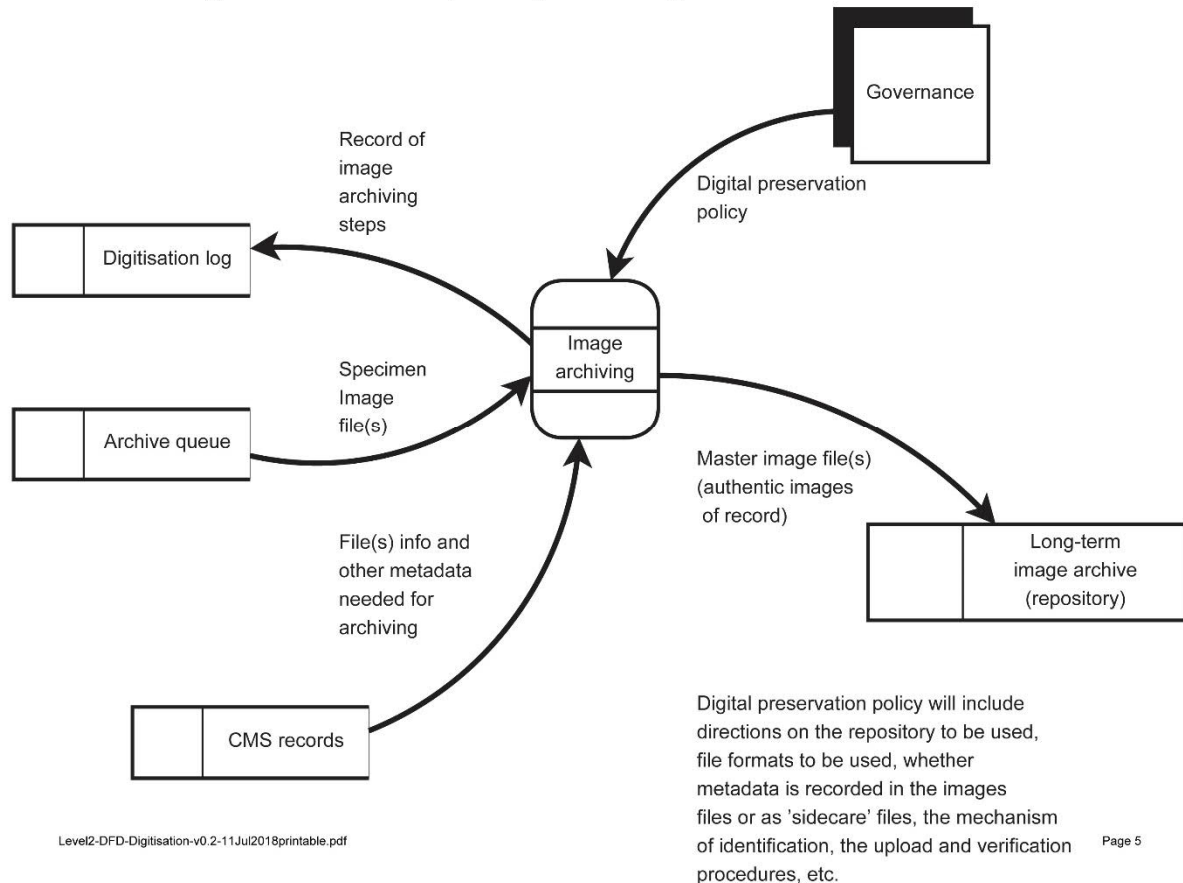 Governance
Record of
image
archiving
steps
Digital preservation
policy
Digitisation log
Image
archiving
Specimen
Image
file(s)
Archive queue
Master image file(s)
(authentic images
of record)
File(s) info and
other metadata
needed for
archiving
Long-term
image archive
(repository)
CMS records
Digital preservation policy will include
directions on the repository to be used,
file formats to be used, whether
metadata is recorded in the images
files or as 'sidecare' files, the mechanism
of identification, the upload and verification
procedures, etc.
Level2-DFD-Digitisation-v0.2-11Jul2018printable.pdf
Page 5